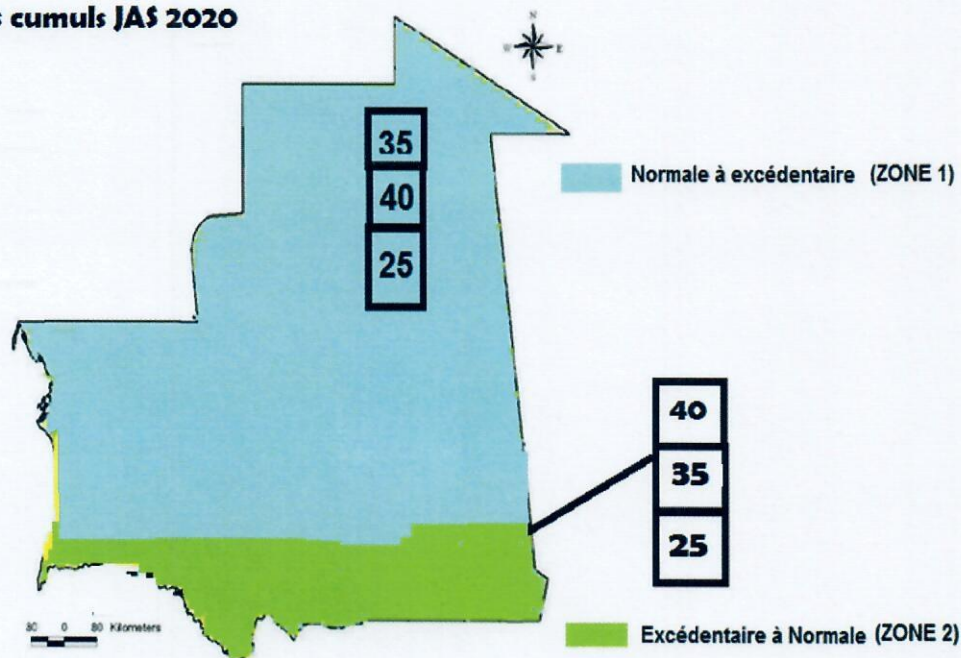 s cumuls JAS 2020
N
W E
S
35
40
25
Normale à excédentaire (ZONE 1)
40
35
25
80 0 80 Kilometers
Excédentaire à Normale (ZONE 2)